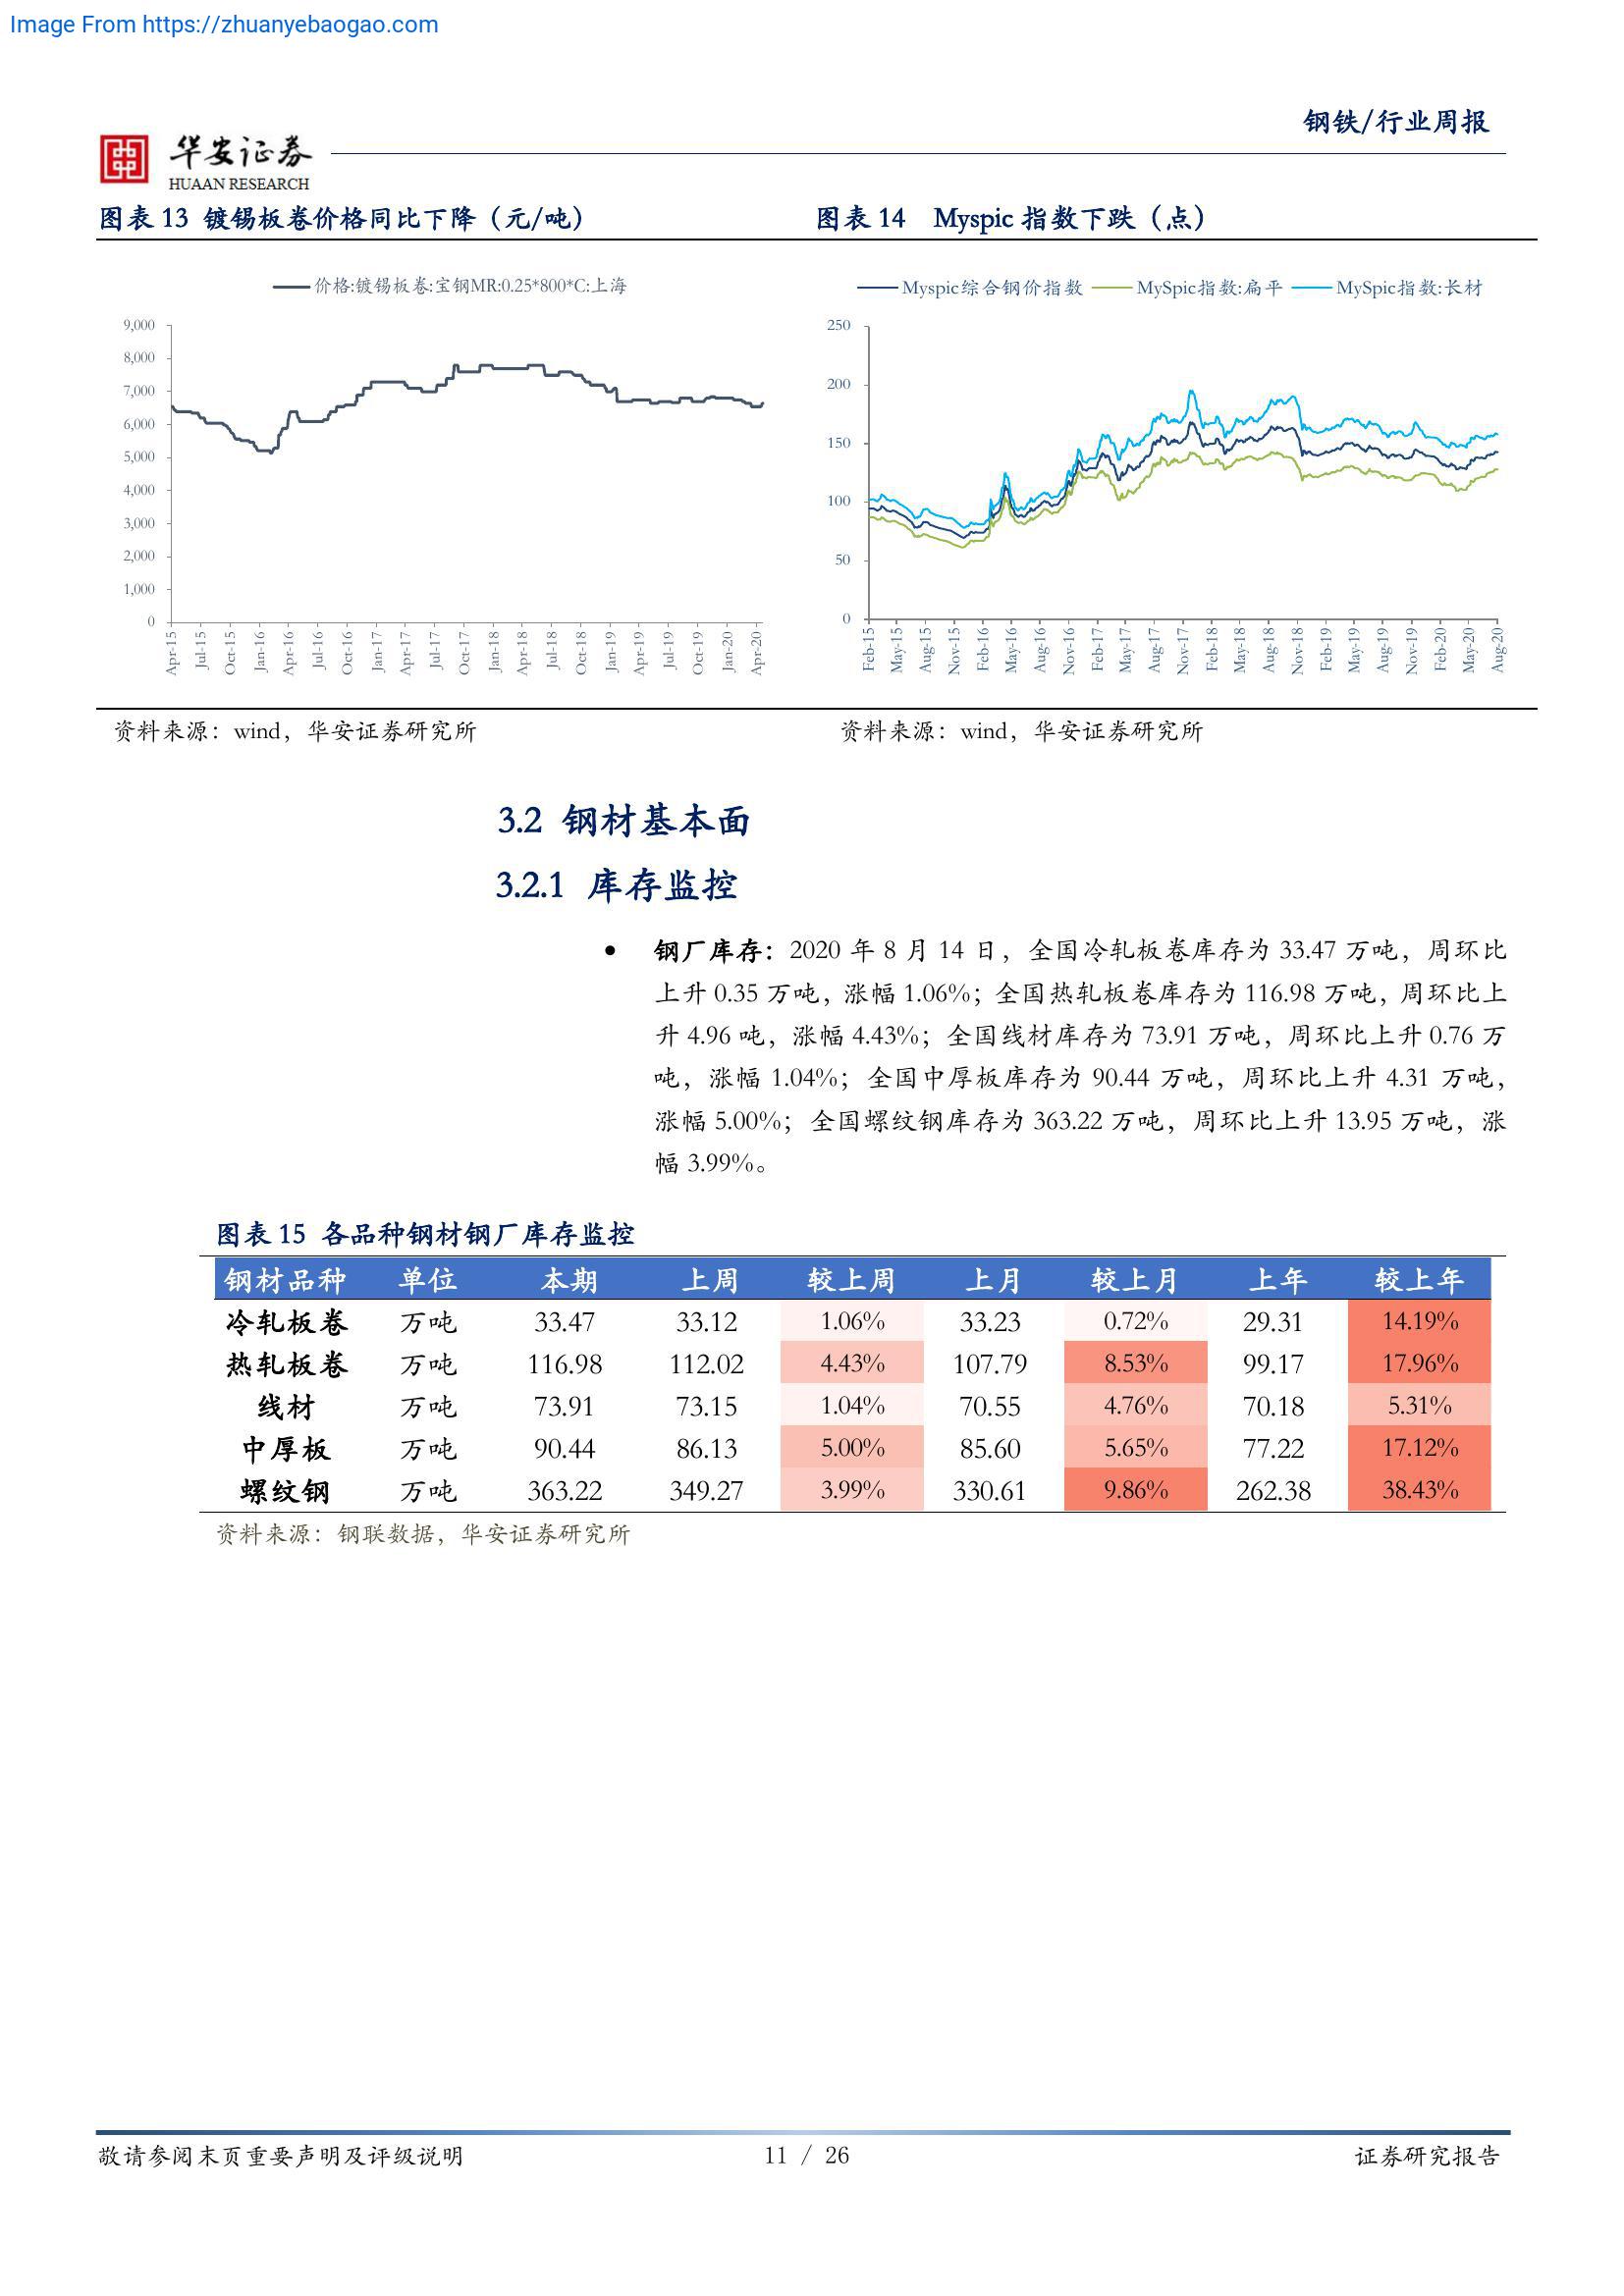 Image From https://zhuanyebaogao.com
钢铁/行业周报
华安证券
HUAAN RESEARCH
图表 13 镀锡板卷价格同比下降（元/吨）
图表 14 Myspic 指数下跌（点）
价格:镀锡板卷:宝钢MR:0.25*800*C:上海
9,000
8,000
7,000
6,000
5,000
4,000
3,000
2,000
1,000
0
Apr-15 Jul-15 Oct-15 Jan-16 Apr-16 Jul-16 Oct-16 Jan-17 Apr-17 Jul-17 Oct-17 Jan-18 Apr-18 Jul-18 Oct-18 Jan-19 Apr-19 Jul-19 Oct-19 Jan-20 Apr-20
Myspic综合钢价指数 MySpic指数:扁平 MySpic指数:长材
250
200
150
100
50
0
Feb-15 May-15 Aug-15 Nov-15 Feb-16 May-16 Aug-16 Nov-16 Feb-17 May-17 Aug-17 Nov-17 Feb-18 May-18 Aug-18 Nov-18 Feb-19 May-19 Aug-19 Nov-19 Feb-20 May-20 Aug-20
资料来源：wind，华安证券研究所
资料来源：wind，华安证券研究所
3.2 钢材基本面
3.2.1 库存监控
● 钢厂库存：2020 年 8 月 14 日，全国冷轧板卷库存为 33.47 万吨，周环比
上升 0.35 万吨，涨幅 1.06%；全国热轧板卷库存为 116.98 万吨，周环比上
升 4.96 吨，涨幅 4.43%；全国线材库存为 73.91 万吨，周环比上升 0.76 万
吨，涨幅 1.04%；全国中厚板库存为 90.44 万吨，周环比上升 4.31 万吨，
涨幅 5.00%；全国螺纹钢库存为 363.22 万吨，周环比上升 13.95 万吨，涨
幅 3.99%。
图表 15 各品种钢材钢厂库存监控
钢材品种 单位 本期 上周 较上周 上月 较上月 上年 较上年
冷轧板卷 万吨 33.47 33.12 1.06% 33.23 0.72% 29.31 14.19%
热轧板卷 万吨 116.98 112.02 4.43% 107.79 8.53% 99.17 17.96%
线材 万吨 73.91 73.15 1.04% 70.55 4.76% 70.18 5.31%
中厚板 万吨 90.44 86.13 5.00% 85.60 5.65% 77.22 17.12%
螺纹钢 万吨 363.22 349.27 3.99% 330.61 9.86% 262.38 38.43%
资料来源：钢联数据，华安证券研究所
敬请参阅末页重要声明及评级说明
11 / 26
证券研究报告